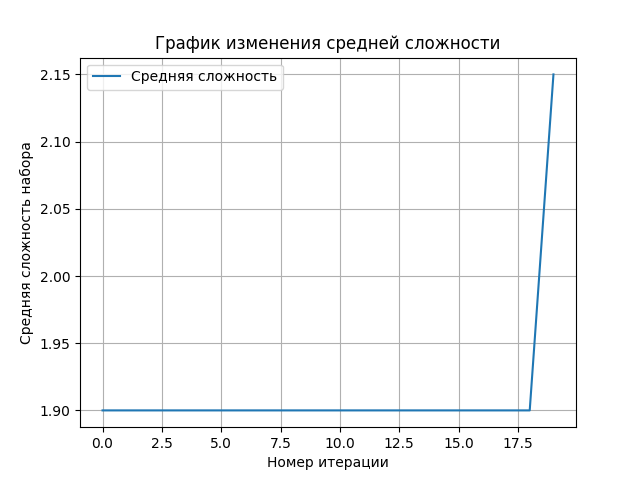 График изменения средней сложности
Средняя сложность
Средняя сложность набора
2.15
2.10
2.05
2.00
1.95
1.90
0.0 2.5 5.0 7.5 10.0 12.5 15.0 17.5
Номер итерации